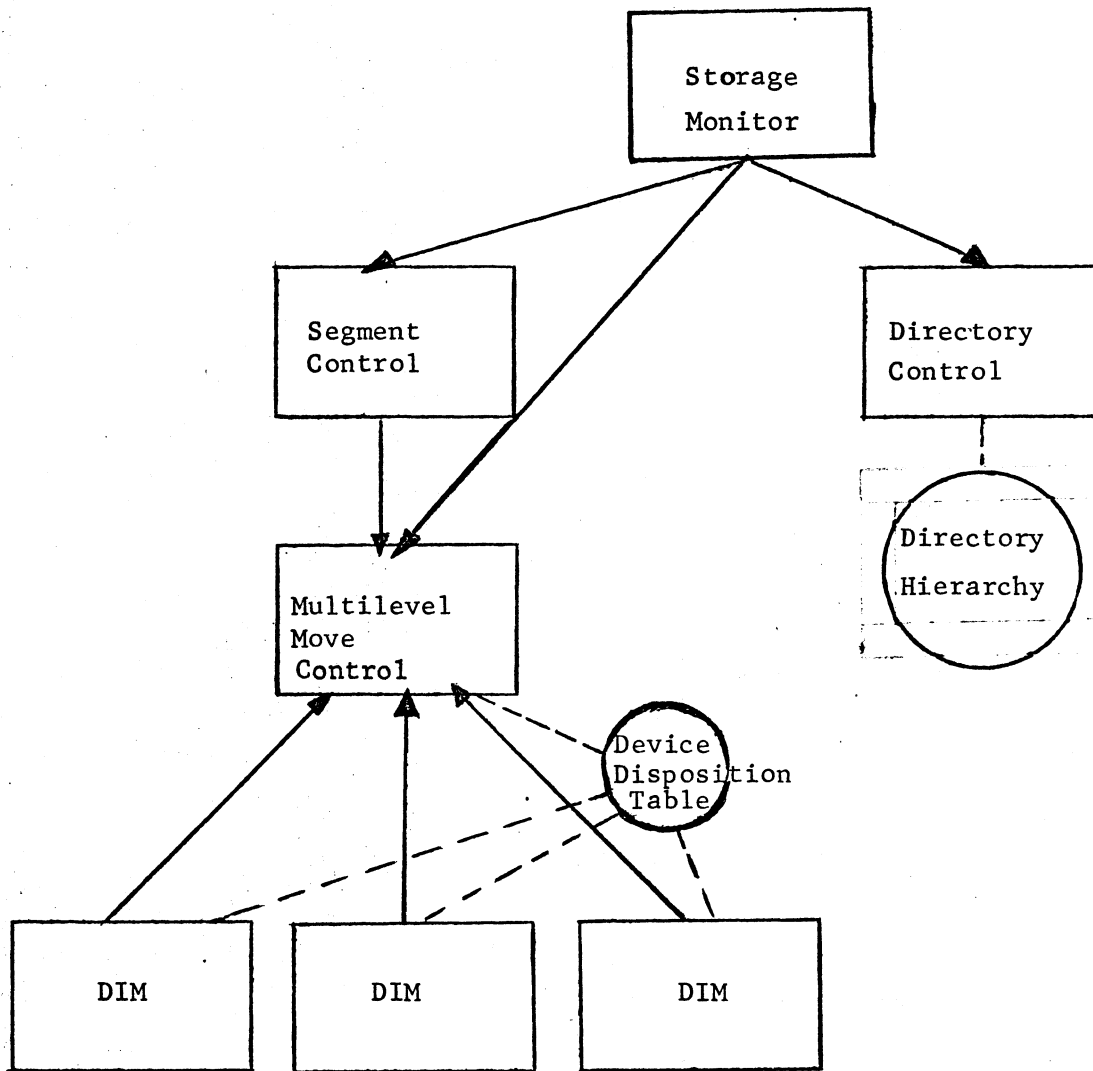 Storage
Monitor
Segment
Control
Directory
Control
Directory
Hierarchy
Multilevel
Move
Control
Device
Disposition
Table
DIM
DIM
DIM